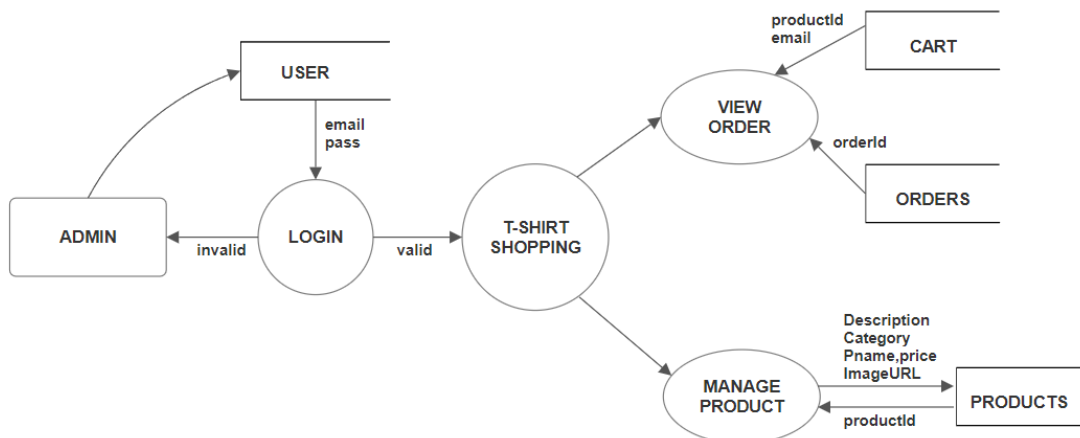 productId
email
CART
USER
VIEW
ORDER
email
pass
orderId
ORDERS
ADMIN
invalid
LOGIN
valid
T-SHIRT
SHOPPING
Description
Category
Pname,price
ImageURL
MANAGE
PRODUCT
PRODUCTS
productId